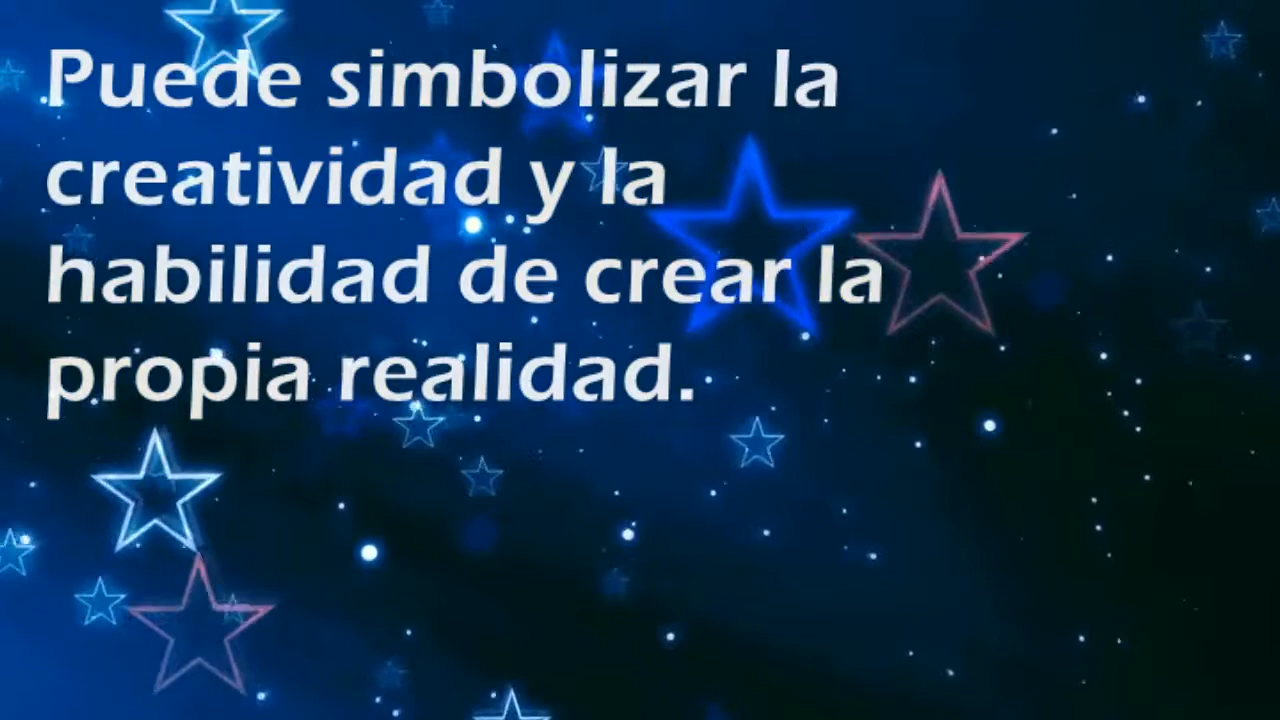 Puede simbolizar la
creatividad y la
habilidad de crear la
propia realidad.